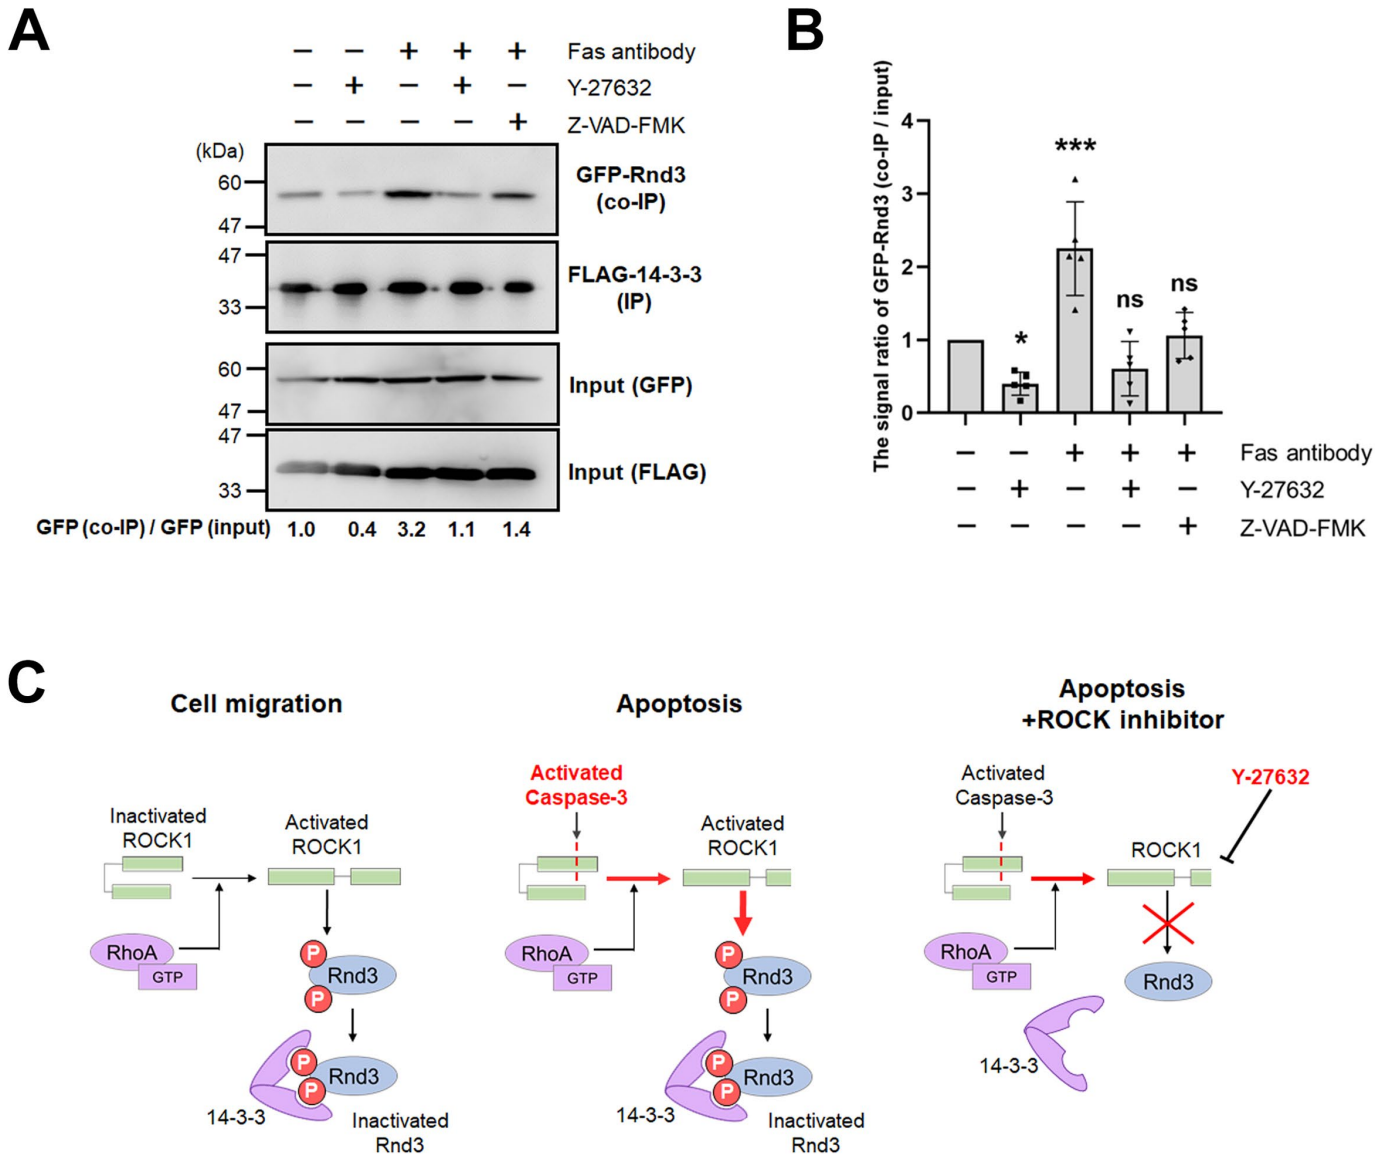 A
− − + + + Fas antibody
− + − + − Y-27632
− − − − + Z-VAD-FMK
(kDa)
60
47
GFP-Rnd3
(co-IP)
47
33
FLAG-14-3-3
(IP)
60
47
Input (GFP)
47
33
Input (FLAG)
GFP (co-IP) / GFP (input) 1.0 0.4 3.2 1.1 1.4
B
The signal ratio of GFP-Rnd3 (co-IP / input)
4
3
2
1
0
*
***
ns
ns
− − + + + Fas antibody
− + − + − Y-27632
− − − − + Z-VAD-FMK
C
Cell migration
Inactivated
ROCK1
Activated
ROCK1
RhoA
GTP
P
Rnd3
P
P
Rnd3
P
14-3-3
Inactivated
Rnd3
Apoptosis
Activated
Caspase-3
Activated
ROCK1
RhoA
GTP
P
Rnd3
P
P
Rnd3
P
14-3-3
Inactivated
Rnd3
Apoptosis
+ROCK inhibitor
Activated
Caspase-3
Y-27632
ROCK1
RhoA
GTP
Rnd3
14-3-3